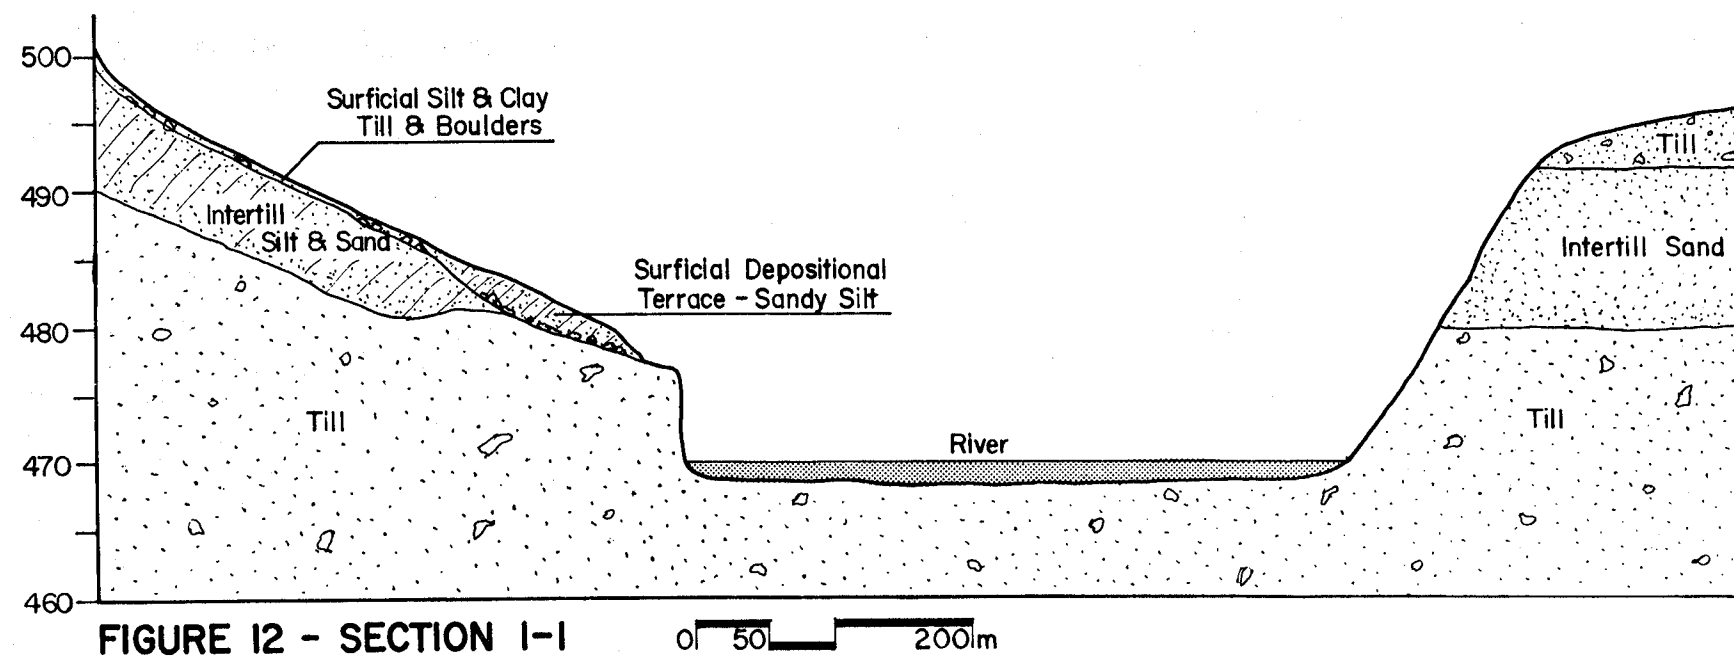 500
490
480
470
460
Surficial Silt & Clay
Till & Boulders
Intertill
Silt & Sand
Surficial Depositional
Terrace - Sandy Silt
Till
River
Till
Intertill Sand
Till
FIGURE 12 - SECTION 1-1
0 50 200m